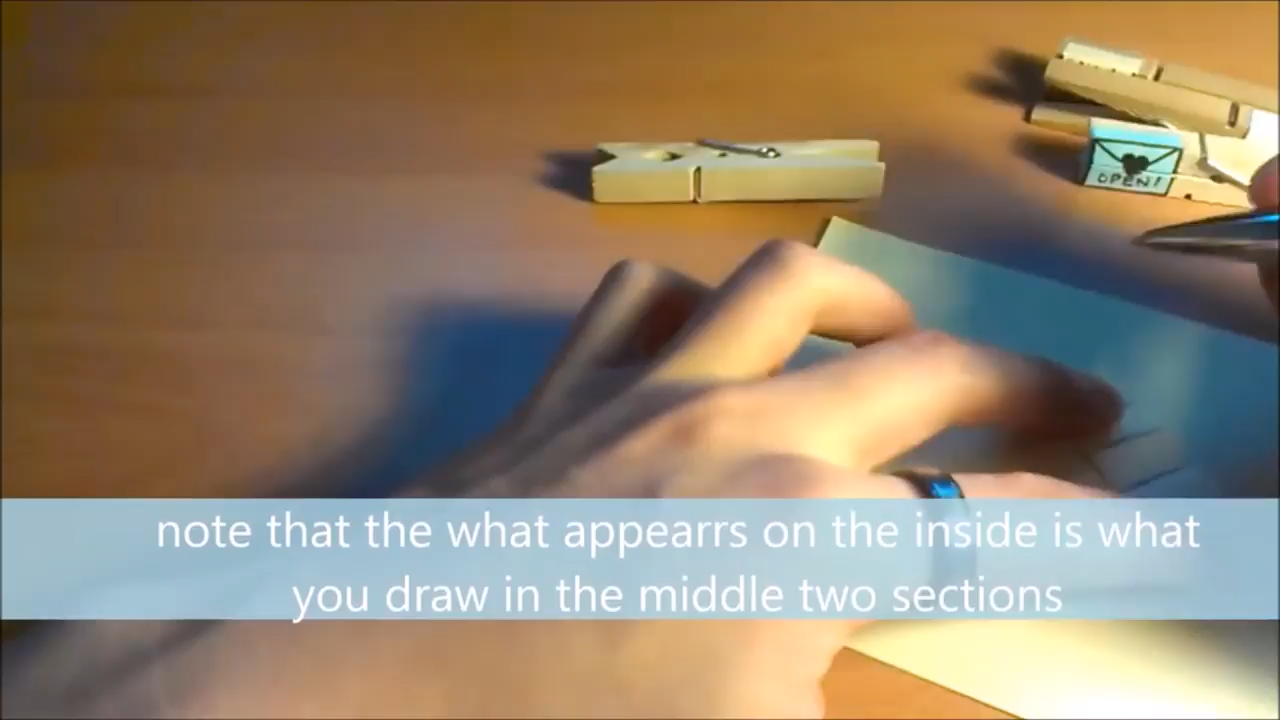 OPEN!
note that the what appearrs on the inside is what
you draw in the middle two sections